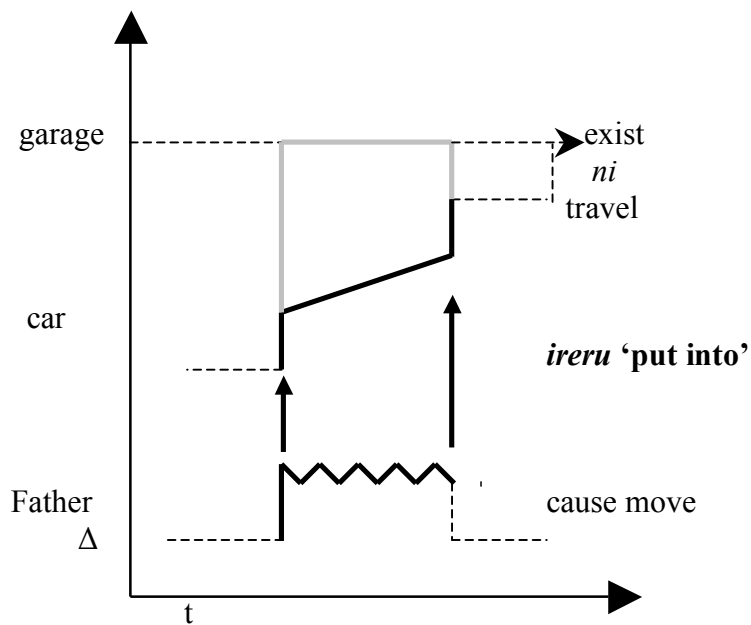 garage
exist
ni
travel
car
ireru ‘put into’
Father
cause move
Δ
t